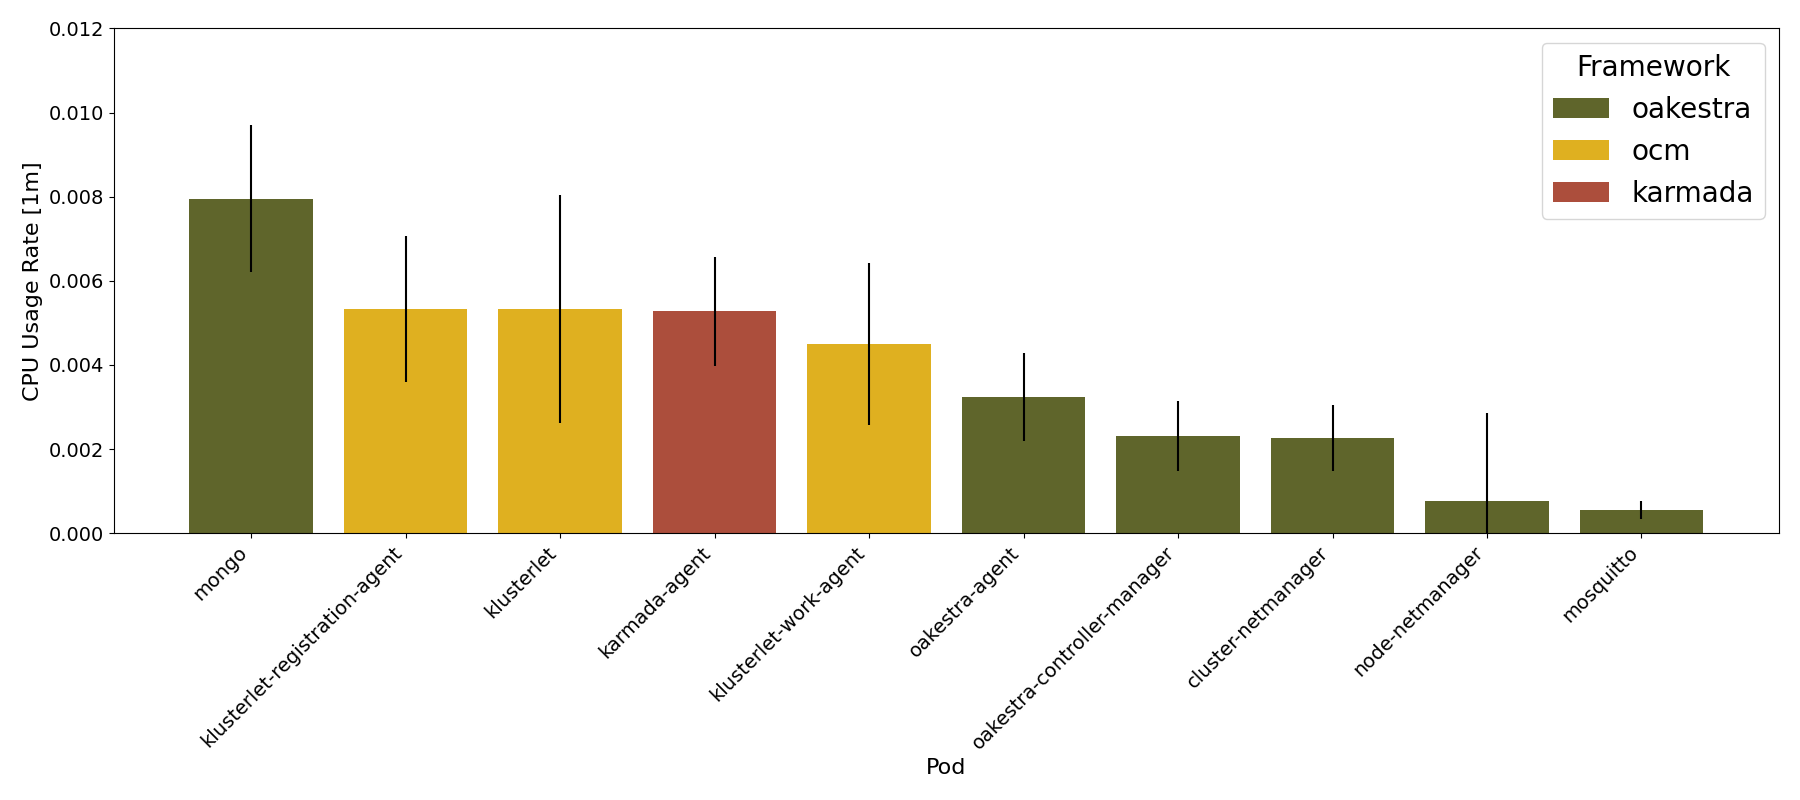 0.012
0.010
0.008
0.006
0.004
0.002
0.000
CPU Usage Rate [1m]
Framework
oakestra
ocm
karmada
mongo
klusterlet-registration-agent
klusterlet
karmada-agent
klusterlet-work-agent
oakestra-agent
oakestra-controller-manager
cluster-netmanager
node-netmanager
mosquitto
Pod